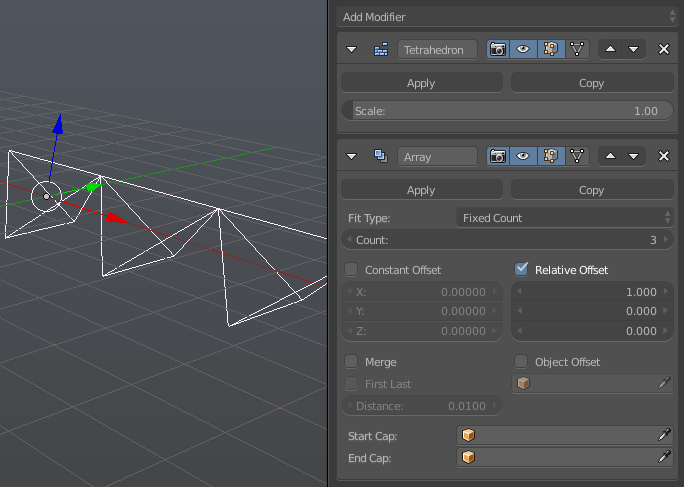 Add Modifier
Tetrahedron
Apply Copy
Scale: 1.00
Array
Apply Copy
Fit Type: Fixed Count
Count: 3
Constant Offset Relative Offset
X: 0.00000 1.000
Y: 0.00000 0.000
Z: 0.00000 0.000
Merge Object Offset
First Last
Distance: 0.0100
Start Cap:
End Cap: